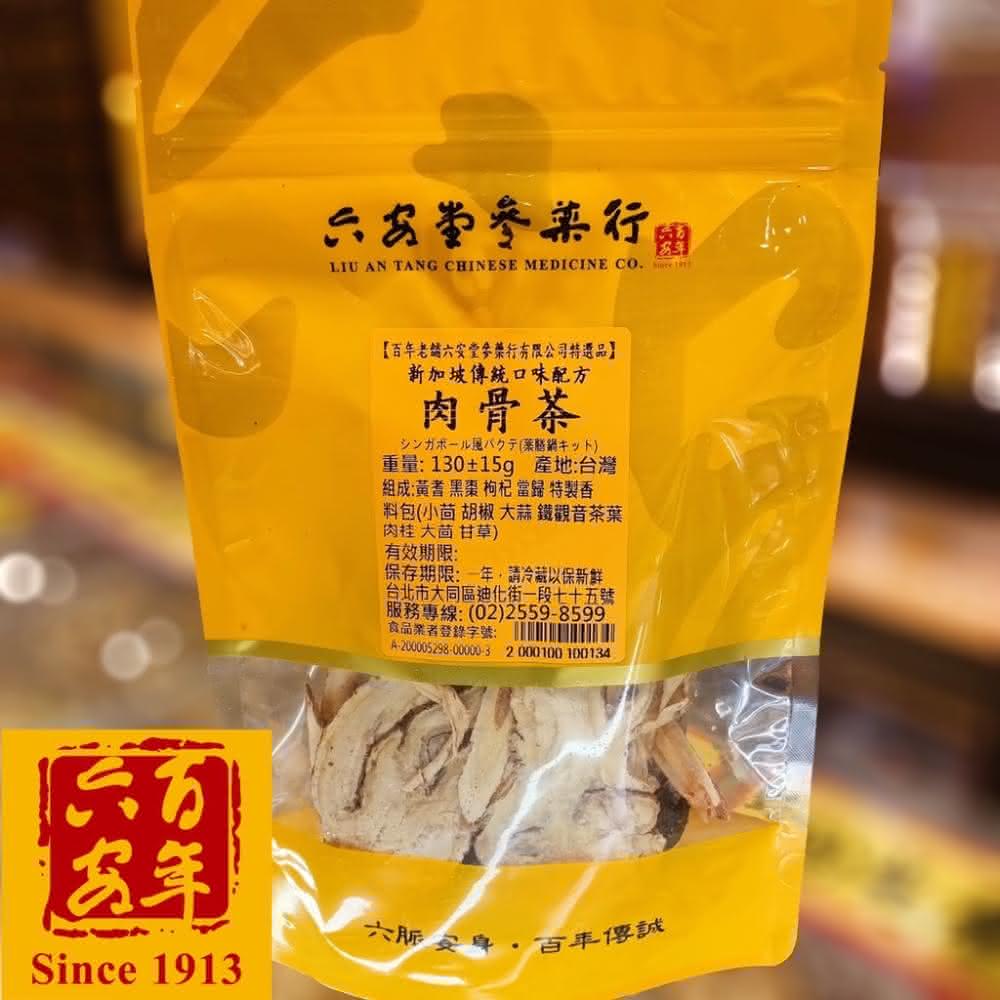 六安堂參藥行
百年
六安
LIU AN TANG CHINESE MEDICINE CO.
Since 1913
【百年老舖六安堂參藥行有限公司特選品】
新加坡傳統口味配方
肉骨茶
シンガポール風バクテ(薬膳鍋キット)
重量: 130±15g 產地:台灣
組成:黃耆 黑棗 枸杞 當歸 特製香
料包(小茴 胡椒 大蒜 鐵觀音茶葉
肉桂 大茴 甘草)
有效期限:
保存期限: 一年，請冷藏以保新鮮
台北市大同區迪化街一段七十五號
服務專線: (02)2559-8599
食品業者登錄字號:
A-200005298-00000-3
2 000100 100134
六脈安身·百年傳誠
百年
六安
Since 1913